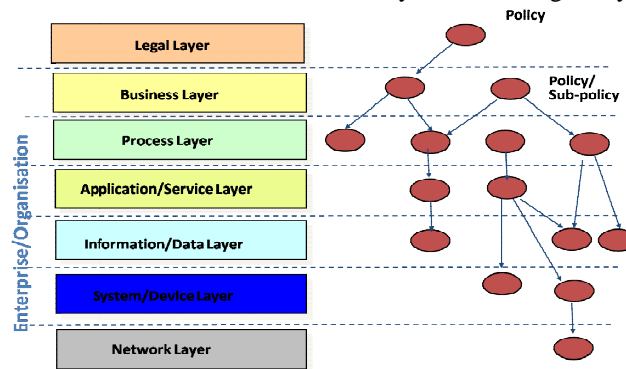 Policy
Legal Layer
Business Layer
Policy/
Sub-policy
Process Layer
Application/Service Layer
Information/Data Layer
System/Device Layer
Network Layer
Enterprise/Organisation